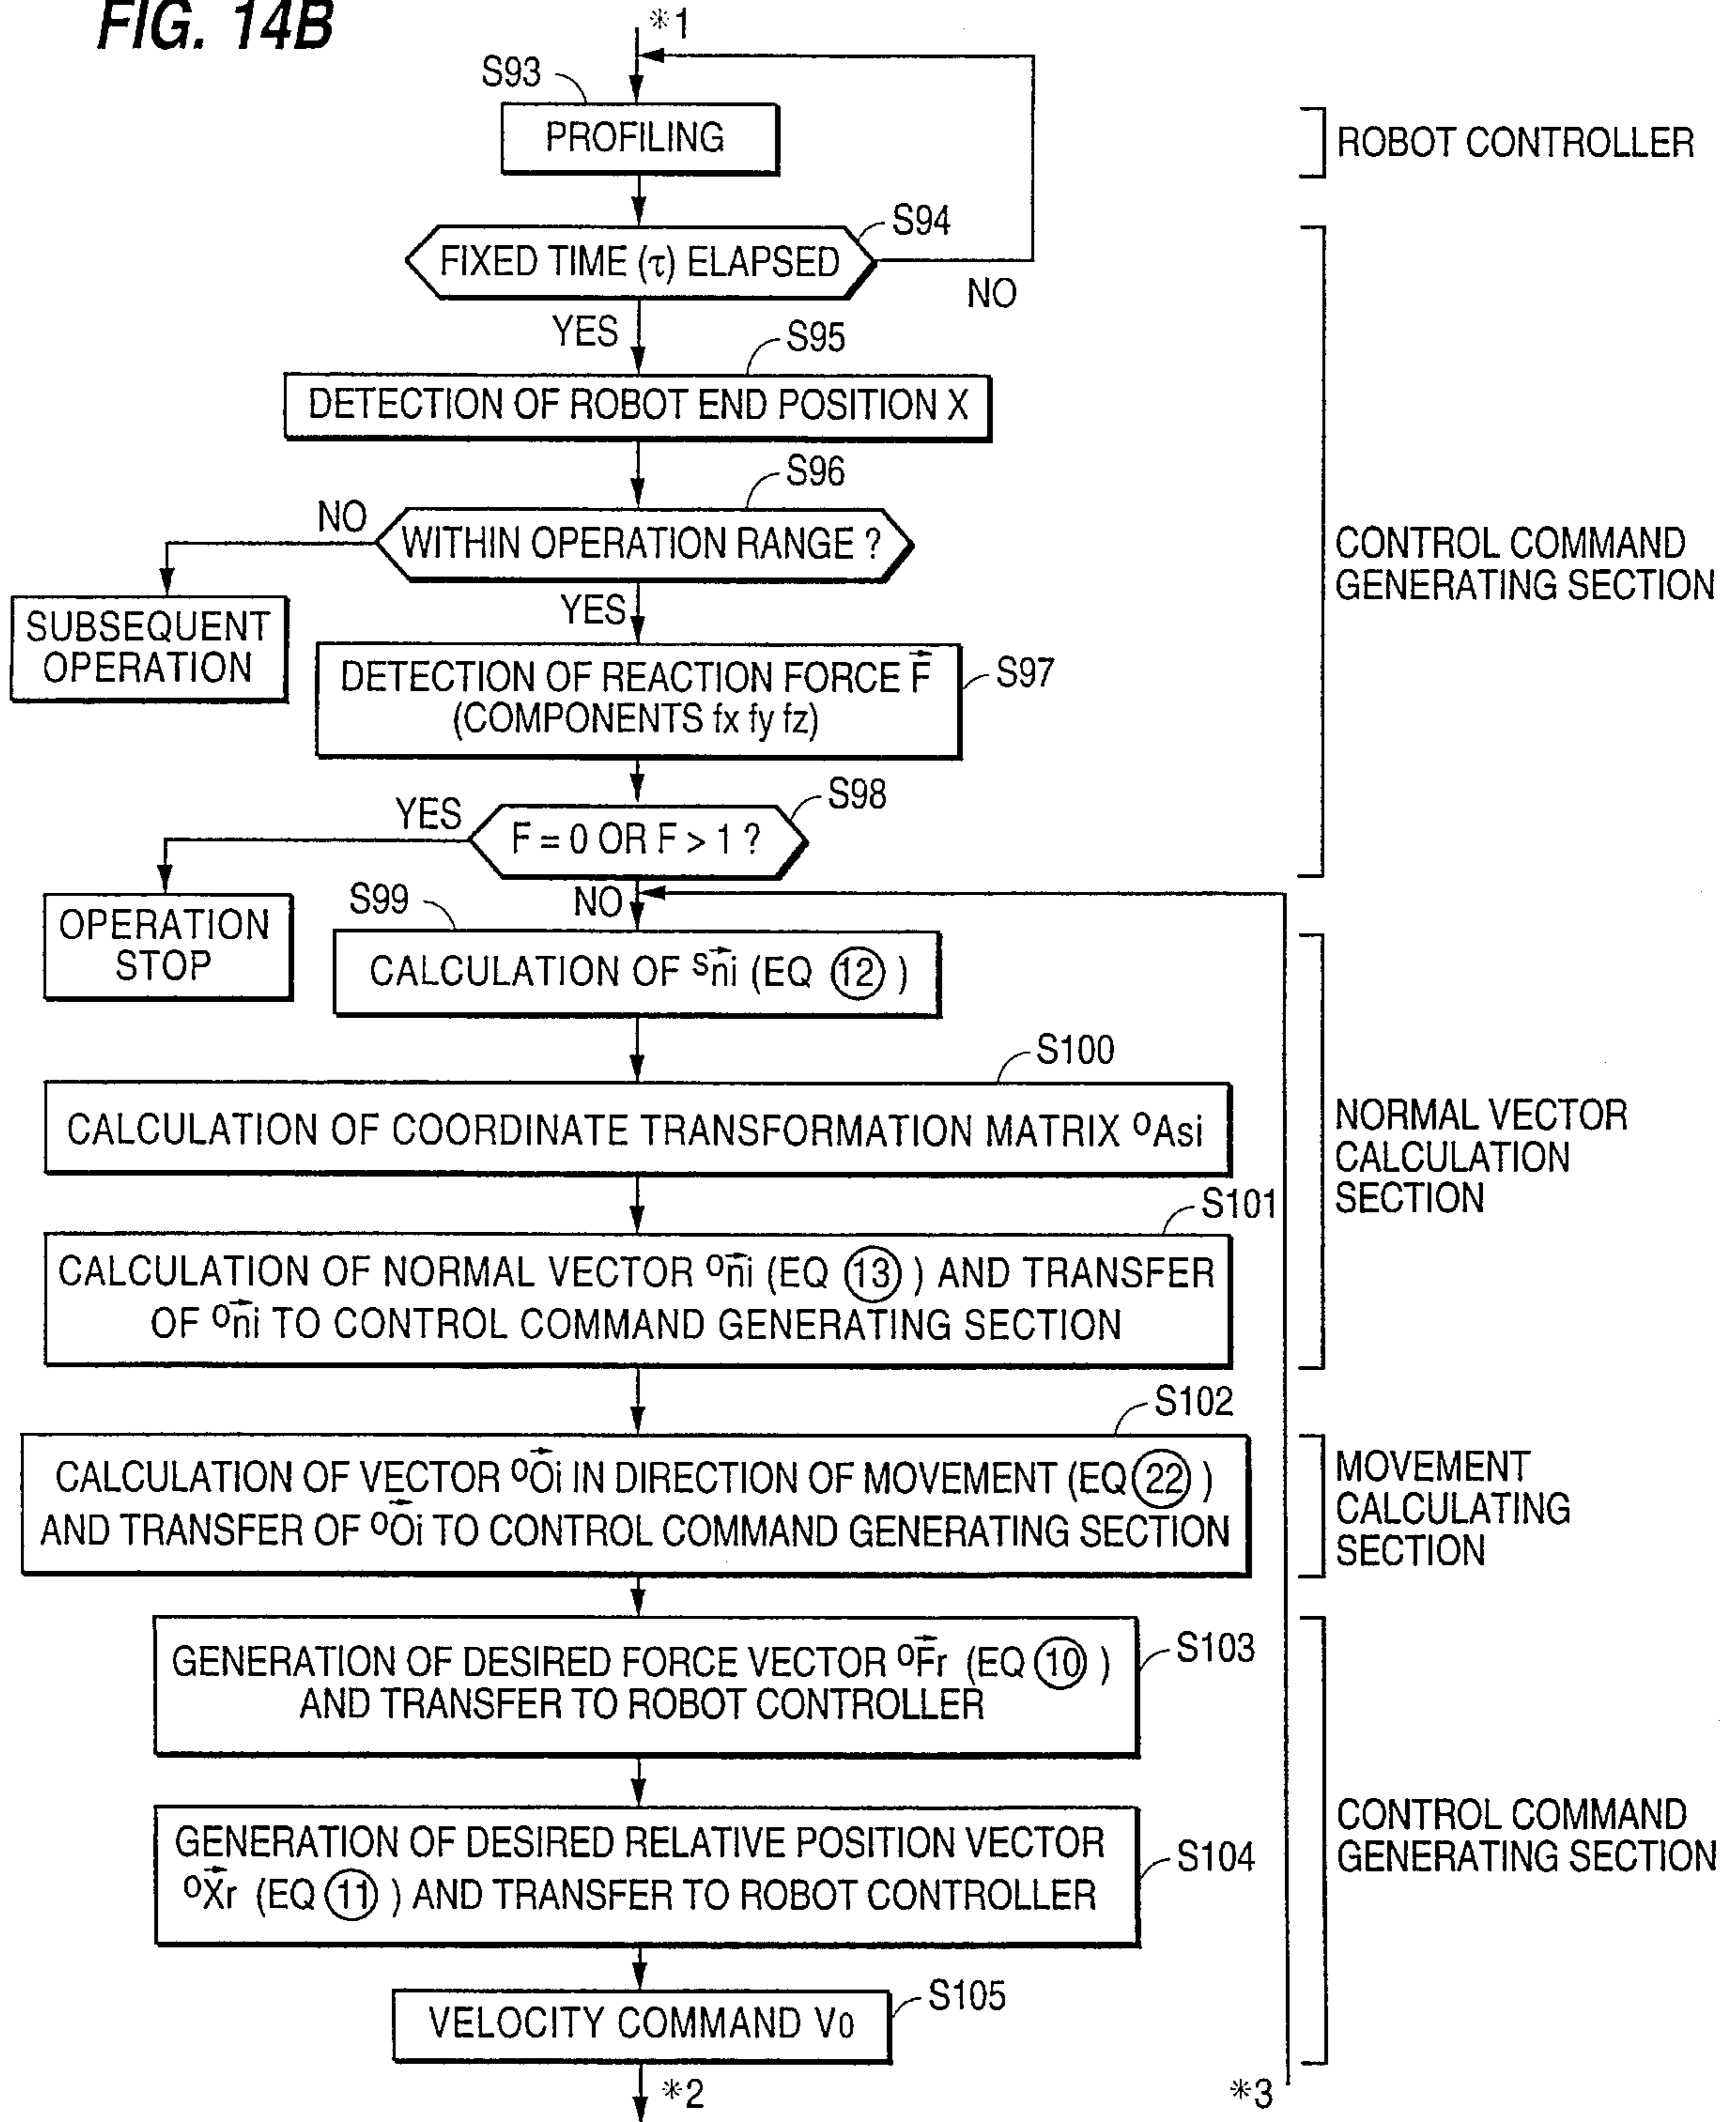 FIG. 14B
*1
S93
PROFILING
ROBOT CONTROLLER
S94
FIXED TIME (τ) ELAPSED
NO
YES
S95
DETECTION OF ROBOT END POSITION X
S96
NO
WITHIN OPERATION RANGE ?
CONTROL COMMAND
GENERATING SECTION
YES
SUBSEQUENT
OPERATION
DETECTION OF REACTION FORCE F⃗
(COMPONENTS fx fy fz)
S97
S98
YES
F = 0 OR F > 1 ?
OPERATION
STOP
S99
NO
CALCULATION OF ˢn⃗i (EQ ⑫ )
S100
CALCULATION OF COORDINATE TRANSFORMATION MATRIX ⁰Asi
NORMAL VECTOR
CALCULATION
SECTION
S101
CALCULATION OF NORMAL VECTOR ⁰n⃗i (EQ ⑬ ) AND TRANSFER
OF ⁰n⃗i TO CONTROL COMMAND GENERATING SECTION
S102
CALCULATION OF VECTOR ⁰O⃗i IN DIRECTION OF MOVEMENT (EQ ㉒ )
AND TRANSFER OF ⁰O⃗i TO CONTROL COMMAND GENERATING SECTION
MOVEMENT
CALCULATING
SECTION
GENERATION OF DESIRED FORCE VECTOR ⁰F⃗r (EQ ⑩ )
AND TRANSFER TO ROBOT CONTROLLER
S103
GENERATION OF DESIRED RELATIVE POSITION VECTOR
⁰X⃗r (EQ ⑪ ) AND TRANSFER TO ROBOT CONTROLLER
S104
CONTROL COMMAND
GENERATING SECTION
VELOCITY COMMAND V₀
S105
*2
*3